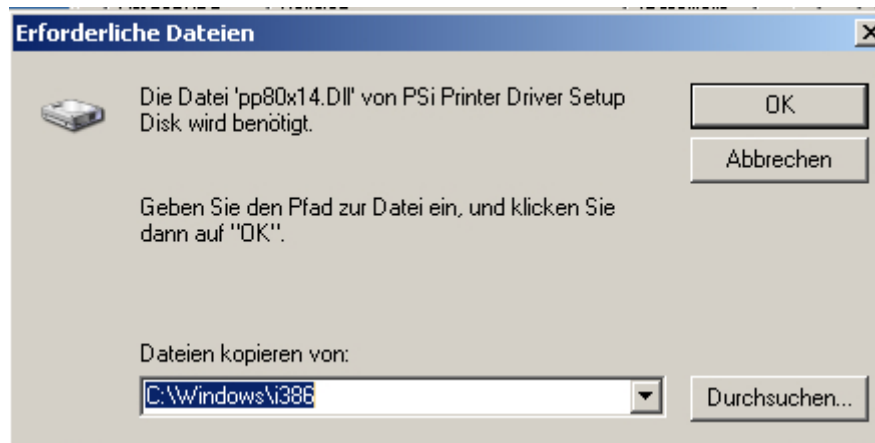 Erforderliche Dateien
Die Datei 'pp80x14.Dll' von PSi Printer Driver Setup
Disk wird benötigt.
OK
Abbrechen
Geben Sie den Pfad zur Datei ein, und klicken Sie
dann auf "OK".
Dateien kopieren von:
C:\Windows\i386
Durchsuchen...